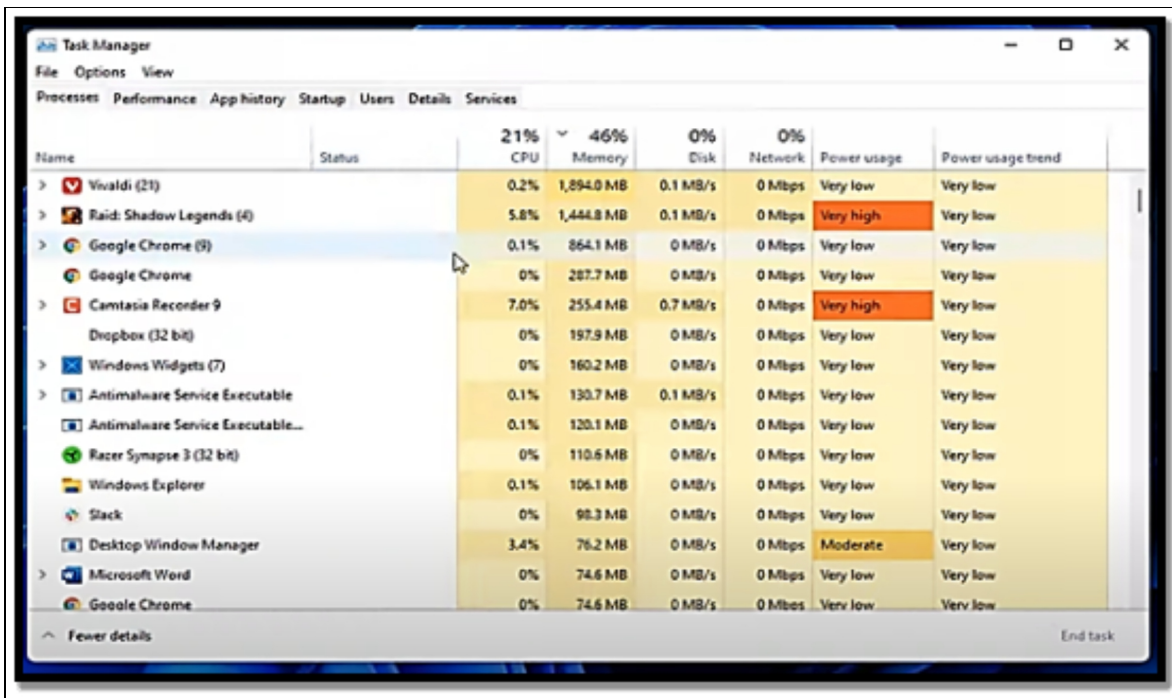 Task Manager
File Options View
Processes Performance App history Startup Users Details Services
21% 46% 0% 0%
Name Status CPU Memory Disk Network Power usage Power usage trend
Vivaldi (21) 0.2% 1,894.0 MB 0.1 MB/s 0 Mbps Very low Very low
Raid: Shadow Legends (4) 5.8% 1,444.8 MB 0.1 MB/s 0 Mbps Very high Very low
Google Chrome (9) 0.1% 864.1 MB 0 MB/s 0 Mbps Very low Very low
Google Chrome 0% 287.7 MB 0 MB/s 0 Mbps Very low Very low
Camtasia Recorder 9 7.0% 255.4 MB 0.7 MB/s 0 Mbps Very high Very low
Dropbox (32 bit) 0% 197.9 MB 0 MB/s 0 Mbps Very low Very low
Windows Widgets (7) 0% 160.2 MB 0 MB/s 0 Mbps Very low Very low
Antimalware Service Executable 0.1% 130.7 MB 0.1 MB/s 0 Mbps Very low Very low
Antimalware Service Executable... 0.1% 120.1 MB 0 MB/s 0 Mbps Very low Very low
Razer Synapse 3 (32 bit) 0% 110.6 MB 0 MB/s 0 Mbps Very low Very low
Windows Explorer 0.1% 106.1 MB 0 MB/s 0 Mbps Very low Very low
Slack 0% 98.3 MB 0 MB/s 0 Mbps Very low Very low
Desktop Window Manager 3.4% 76.2 MB 0 MB/s 0 Mbps Moderate Very low
Microsoft Word 0% 74.6 MB 0 MB/s 0 Mbps Very low Very low
Google Chrome 0% 74.6 MB 0 MB/s 0 Mbps Very low Very low
Fewer details End task